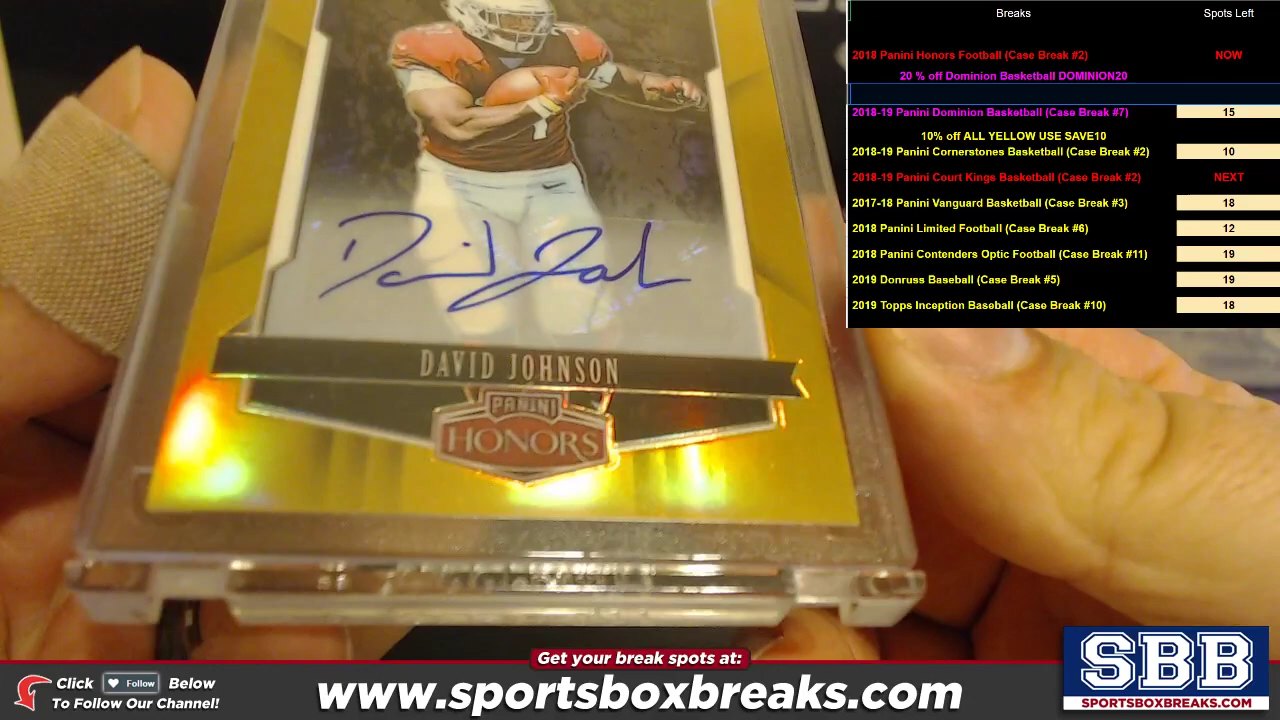 Breaks Spots Left
2018 Panini Honors Football (Case Break #2) NOW
20 % off Dominion Basketball DOMINION20
2018-19 Panini Dominion Basketball (Case Break #7) 15
10% off ALL YELLOW USE SAVE10
2018-19 Panini Cornerstones Basketball (Case Break #2) 10
2018-19 Panini Court Kings Basketball (Case Break #2) NEXT
2017-18 Panini Vanguard Basketball (Case Break #3) 18
2018 Panini Limited Football (Case Break #6) 12
2018 Panini Contenders Optic Football (Case Break #11) 19
2019 Donruss Baseball (Case Break #5) 19
2019 Topps Inception Baseball (Case Break #10) 18
DAVID JOHNSON
PANINI
HONORS
Get your break spots at:
Click Follow Below
To Follow Our Channel!
www.sportsboxbreaks.com
SBB
SPORTSBOXBREAKS.COM